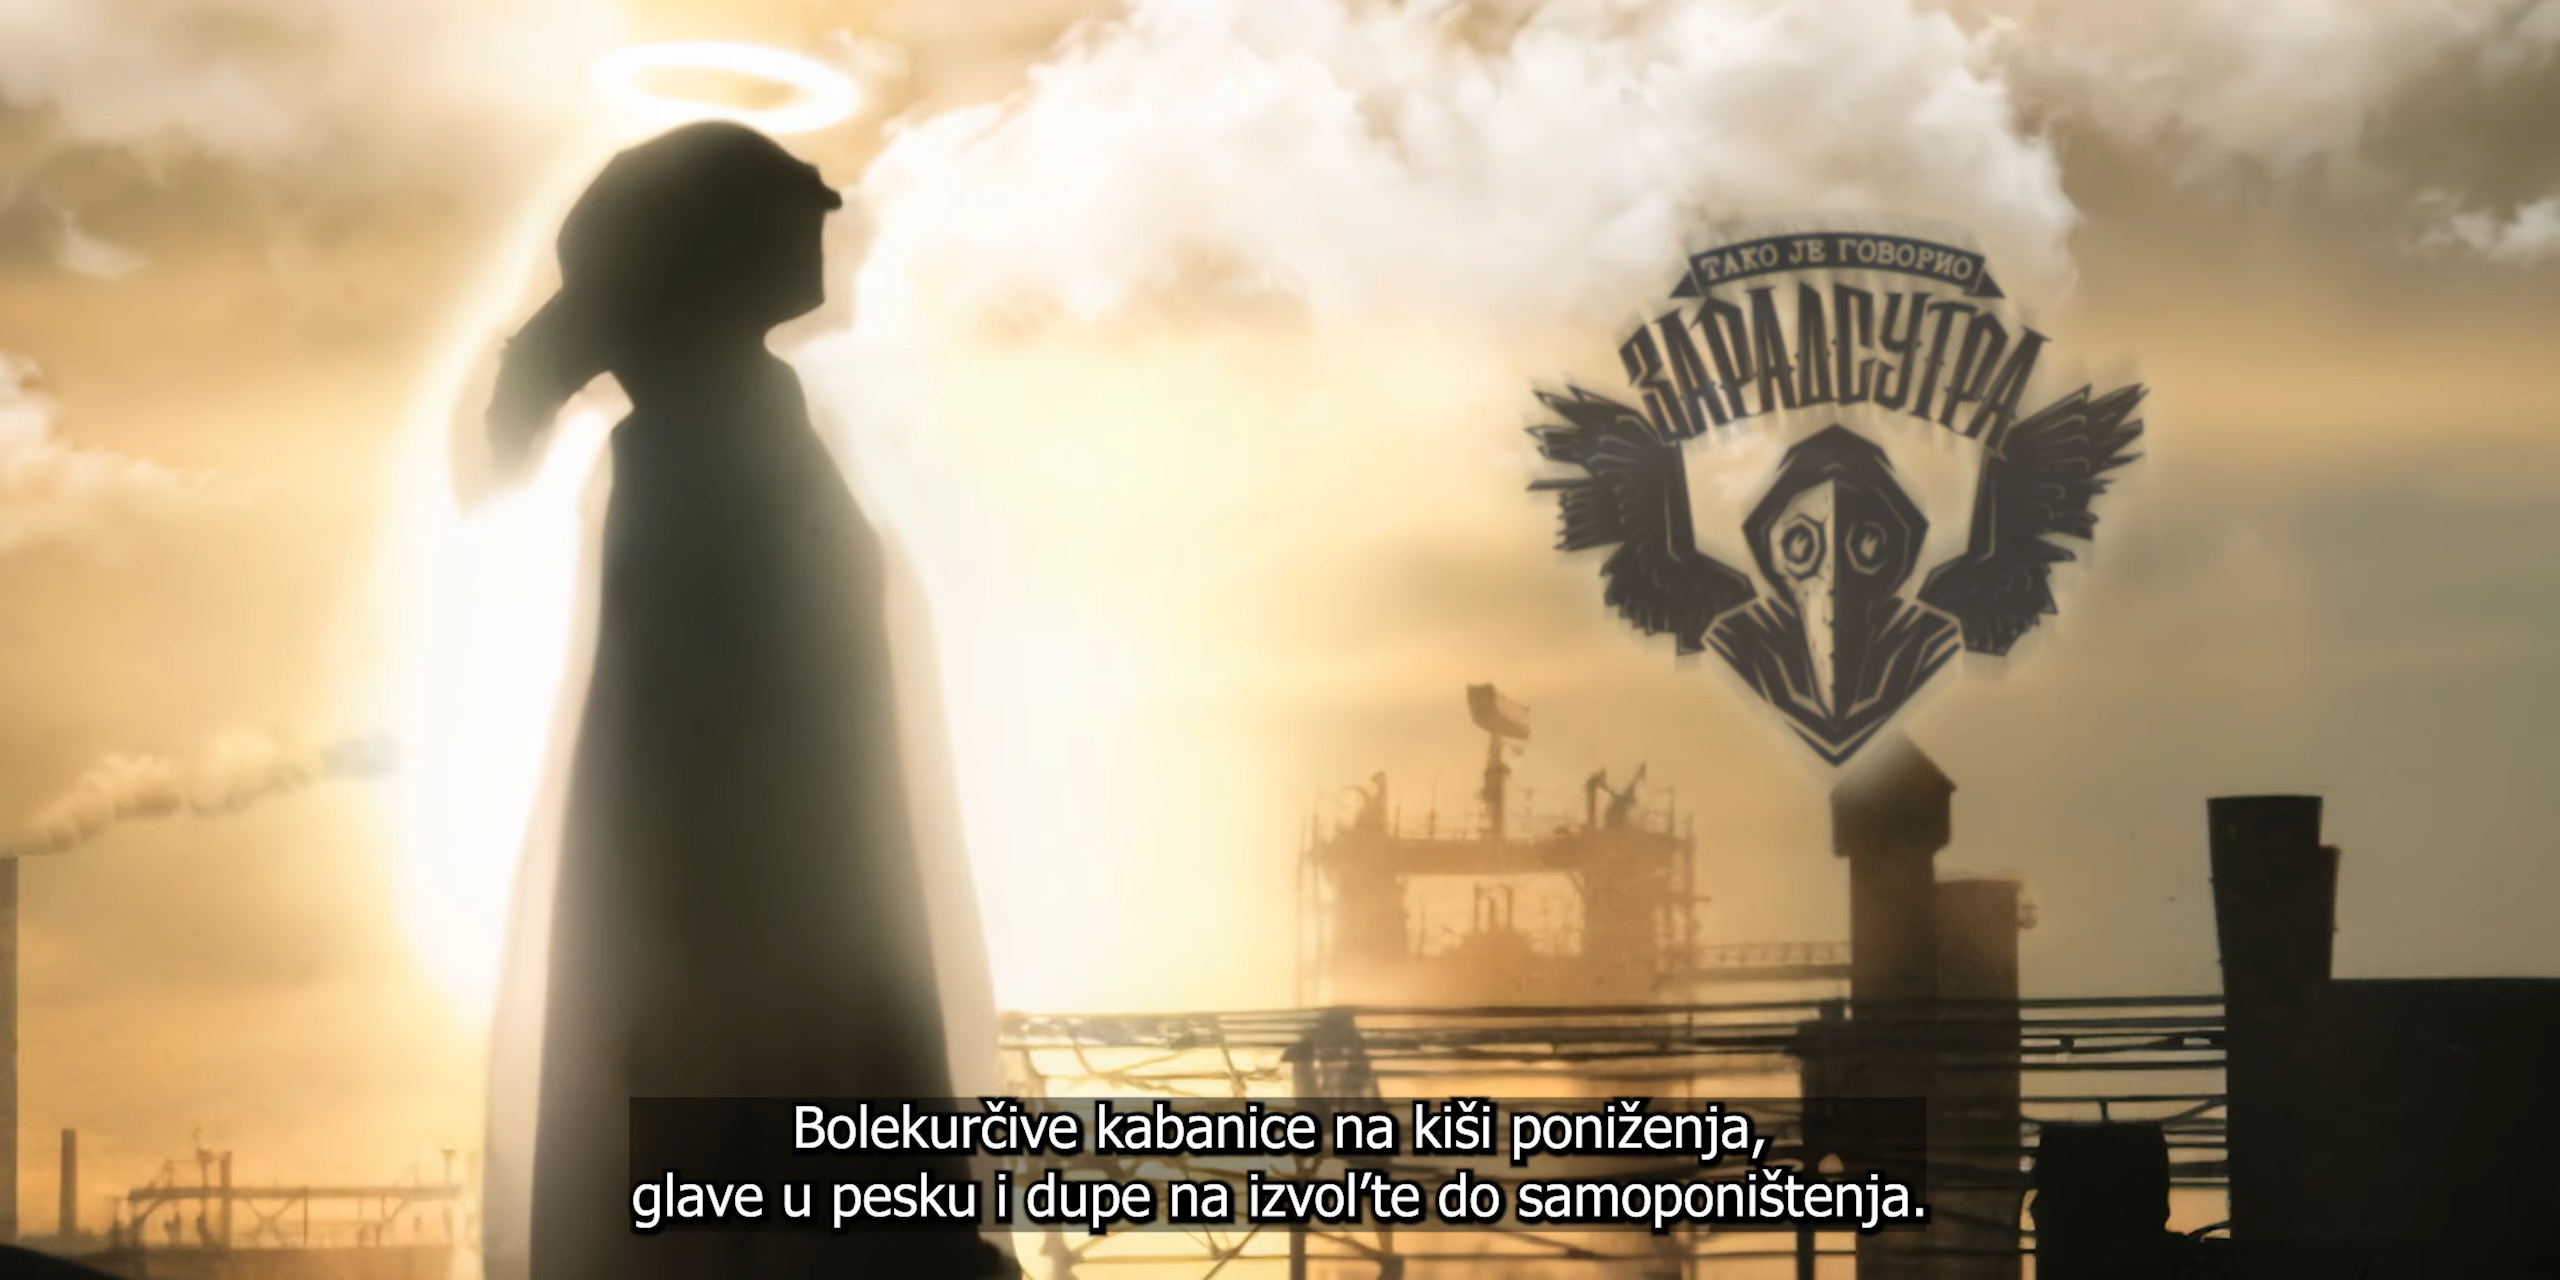 ТАКО ЈЕ ГОВОРИО
ЗАРАДСУТРА
Bolekurčive kabanice na kiši poniženja,
glave u pesku i dupe na izvol’te do samoponištenja.